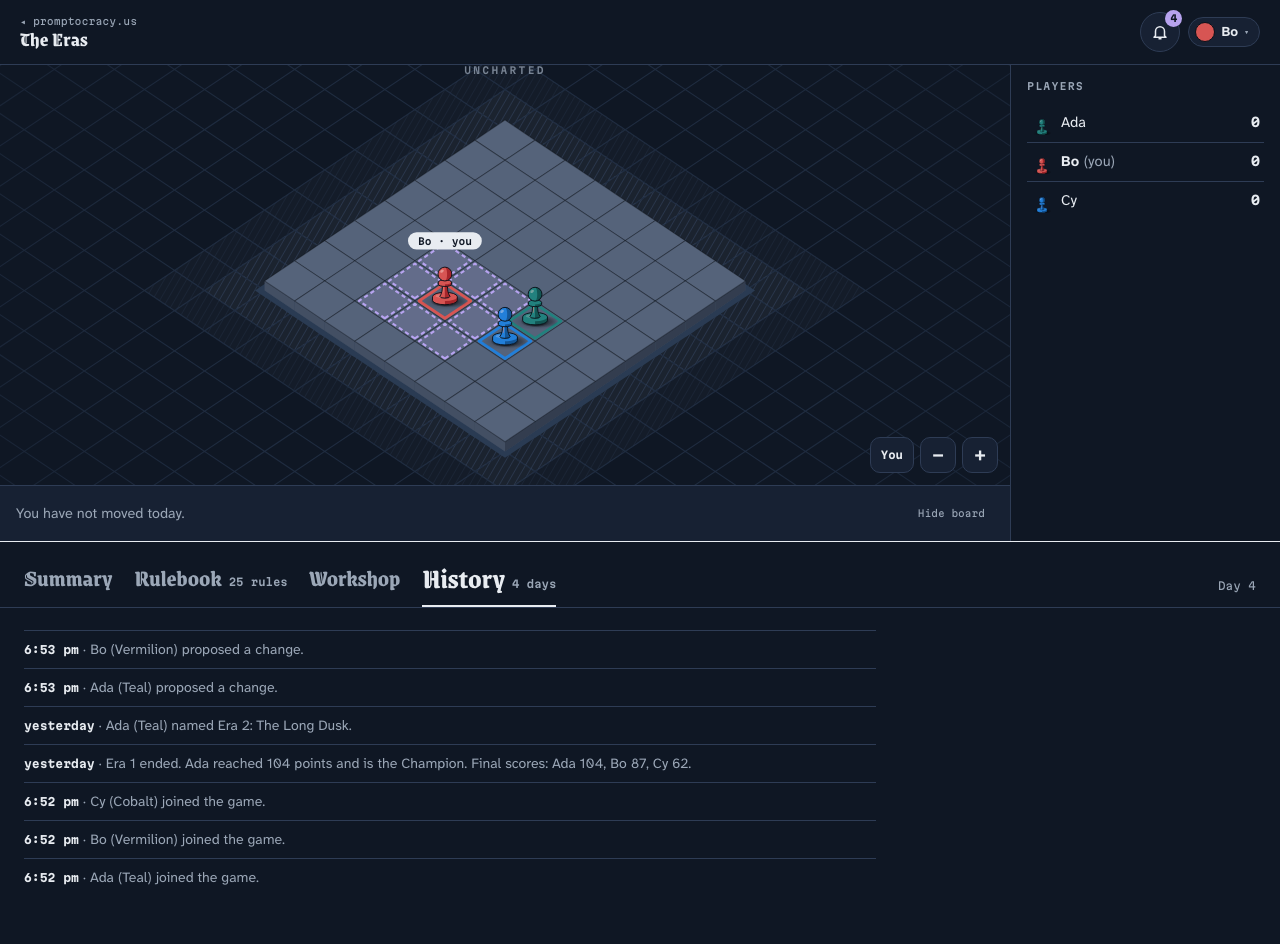 ◂ promptocracy.us
The Eras
4
Bo ▾
UNCHARTED
Bo · you
You − +
PLAYERS
Ada 0
Bo (you) 0
Cy 0
You have not moved today.
Hide board
Summary Rulebook 25 rules Workshop History 4 days
Day 4
6:53 pm · Bo (Vermilion) proposed a change.
6:53 pm · Ada (Teal) proposed a change.
yesterday · Ada (Teal) named Era 2: The Long Dusk.
yesterday · Era 1 ended. Ada reached 104 points and is the Champion. Final scores: Ada 104, Bo 87, Cy 62.
6:52 pm · Cy (Cobalt) joined the game.
6:52 pm · Bo (Vermilion) joined the game.
6:52 pm · Ada (Teal) joined the game.